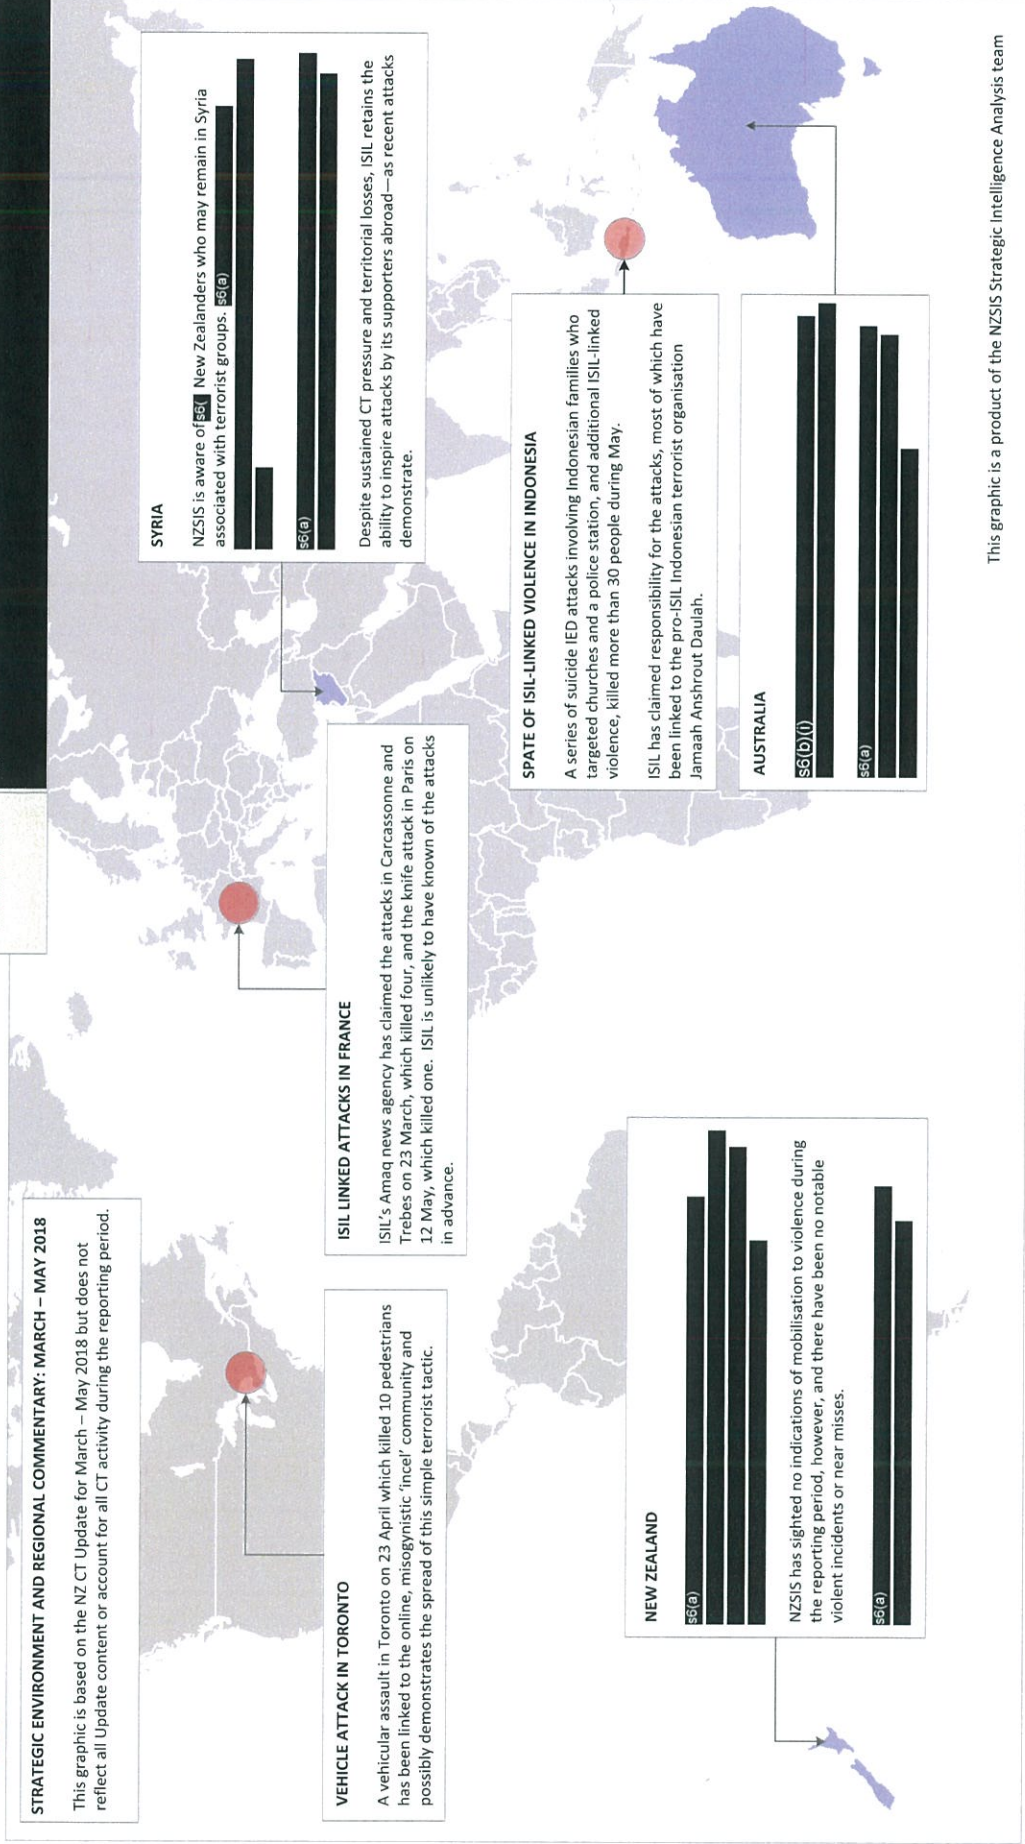 STRATEGIC ENVIRONMENT AND REGIONAL COMMENTARY: MARCH – MAY 2018
This graphic is based on the NZ CT Update for March – May 2018 but does not
reflect all Update content or account for all CT activity during the reporting period.
VEHICLE ATTACK IN TORONTO
A vehicular assault in Toronto on 23 April which killed 10 pedestrians
has been linked to the online, misogynistic 'incel' community and
possibly demonstrates the spread of this simple terrorist tactic.
ISIL LINKED ATTACKS IN FRANCE
ISIL's Amaq news agency has claimed the attacks in Carcassonne and
Trebes on 23 March, which killed four, and the knife attack in Paris on
12 May, which killed one. ISIL is unlikely to have known of the attacks
in advance.
SYRIA
NZSIS is aware of s6( New Zealanders who may remain in Syria
associated with terrorist groups. s6(a)
s6(a)
Despite sustained CT pressure and territorial losses, ISIL retains the
ability to inspire attacks by its supporters abroad—as recent attacks
demonstrate.
SPATE OF ISIL-LINKED VIOLENCE IN INDONESIA
A series of suicide IED attacks involving Indonesian families who
targeted churches and a police station, and additional ISIL-linked
violence, killed more than 30 people during May.
ISIL has claimed responsibility for the attacks, most of which have
been linked to the pro-ISIL Indonesian terrorist organisation
Jamaah Anshrout Daulah.
AUSTRALIA
s6(b)(i)
s6(a)
NEW ZEALAND
s6(a)
NZSIS has sighted no indications of mobilisation to violence during
the reporting period, however, and there have been no notable
violent incidents or near misses.
s6(a)
This graphic is a product of the NZSIS Strategic Intelligence Analysis team